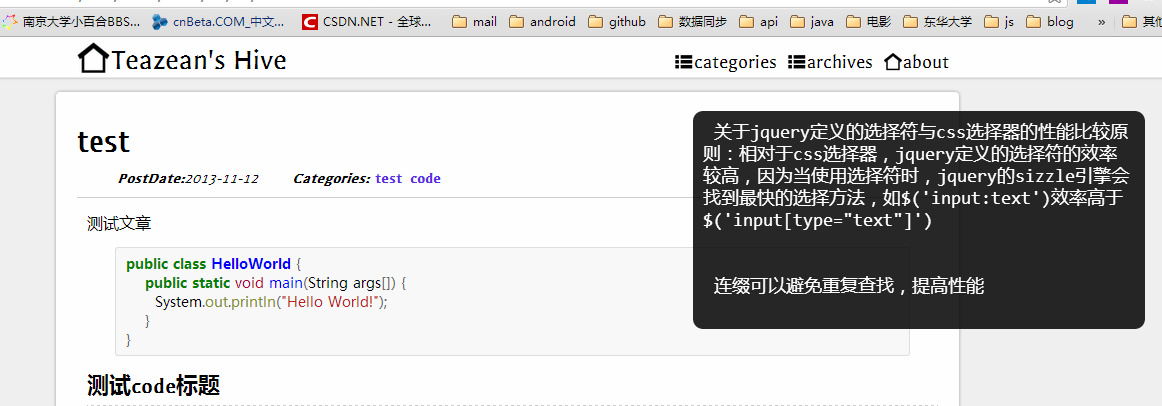 南京大学小百合BBS... cnBeta.COM_中文... CSDN.NET - 全球... mail android github 数据同步 api java 电影 东华大学 js blog » 其他
Teazean's Hive categories archives about
test
PostDate:2013-11-12 Categories: test code
测试文章
public class HelloWorld {
public static void main(String args[]) {
System.out.println("Hello World!");
}
}
测试code标题
关于jquery定义的选择符与css选择器的性能比较原
则：相对于css选择器，jquery定义的选择符的效率
较高，因为当使用选择符时，jquery的sizzle引擎会
找到最快的选择方法，如$('input:text')效率高于
$('input[type="text"]')
连缀可以避免重复查找，提高性能